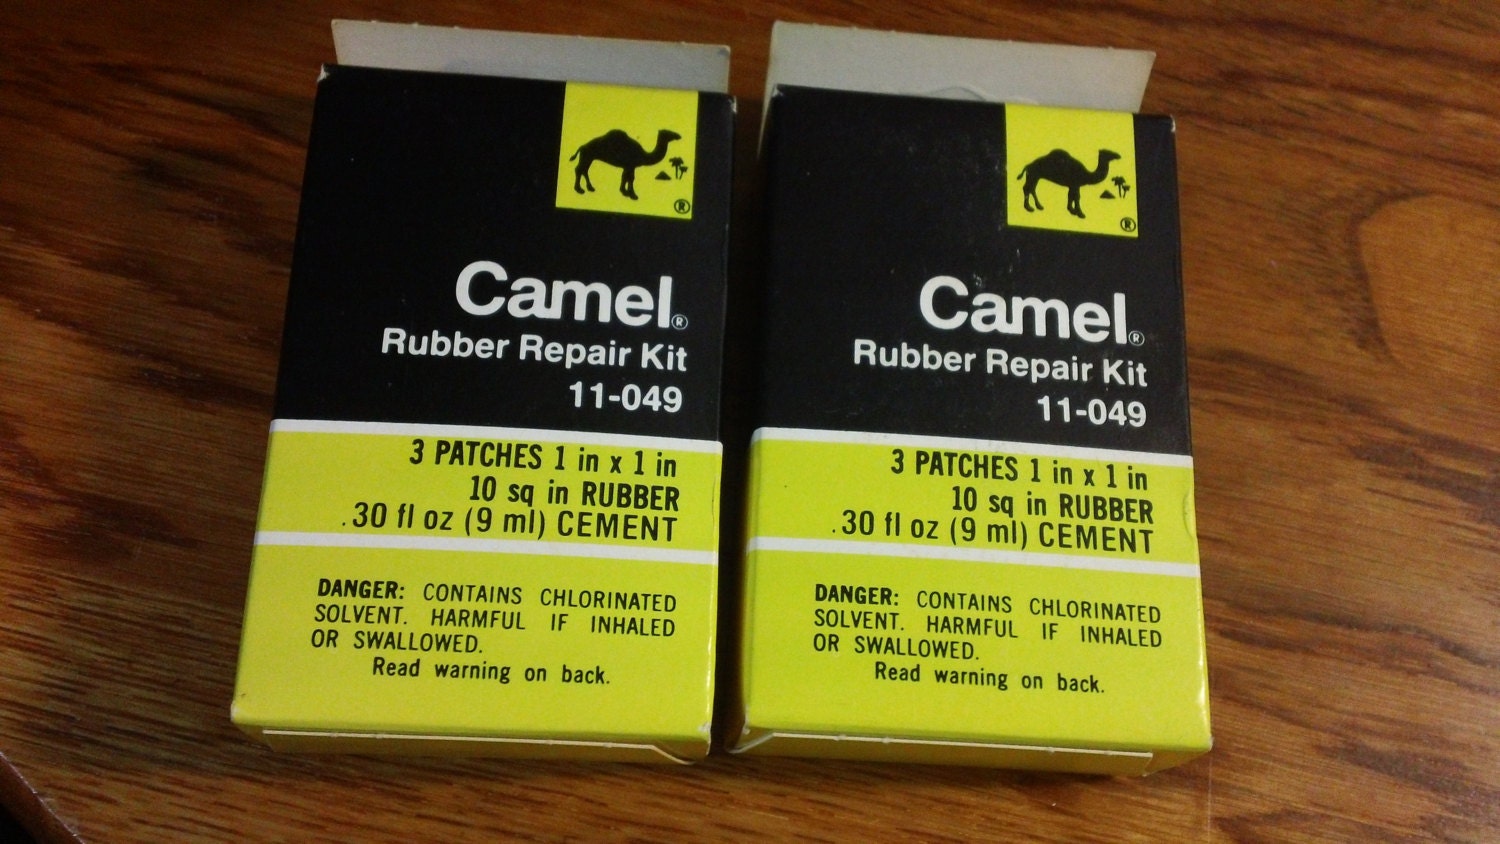 ®
Camel®
Rubber Repair Kit
11-049
3 PATCHES 1 in x 1 in
10 sq in RUBBER
.30 fl oz (9 ml) CEMENT
DANGER: CONTAINS CHLORINATED
SOLVENT. HARMFUL IF INHALED
OR SWALLOWED.
Read warning on back.
®
Camel®
Rubber Repair Kit
11-049
3 PATCHES 1 in x 1 in
10 sq in RUBBER
.30 fl oz (9 ml) CEMENT
DANGER: CONTAINS CHLORINATED
SOLVENT. HARMFUL IF INHALED
OR SWALLOWED.
Read warning on back.